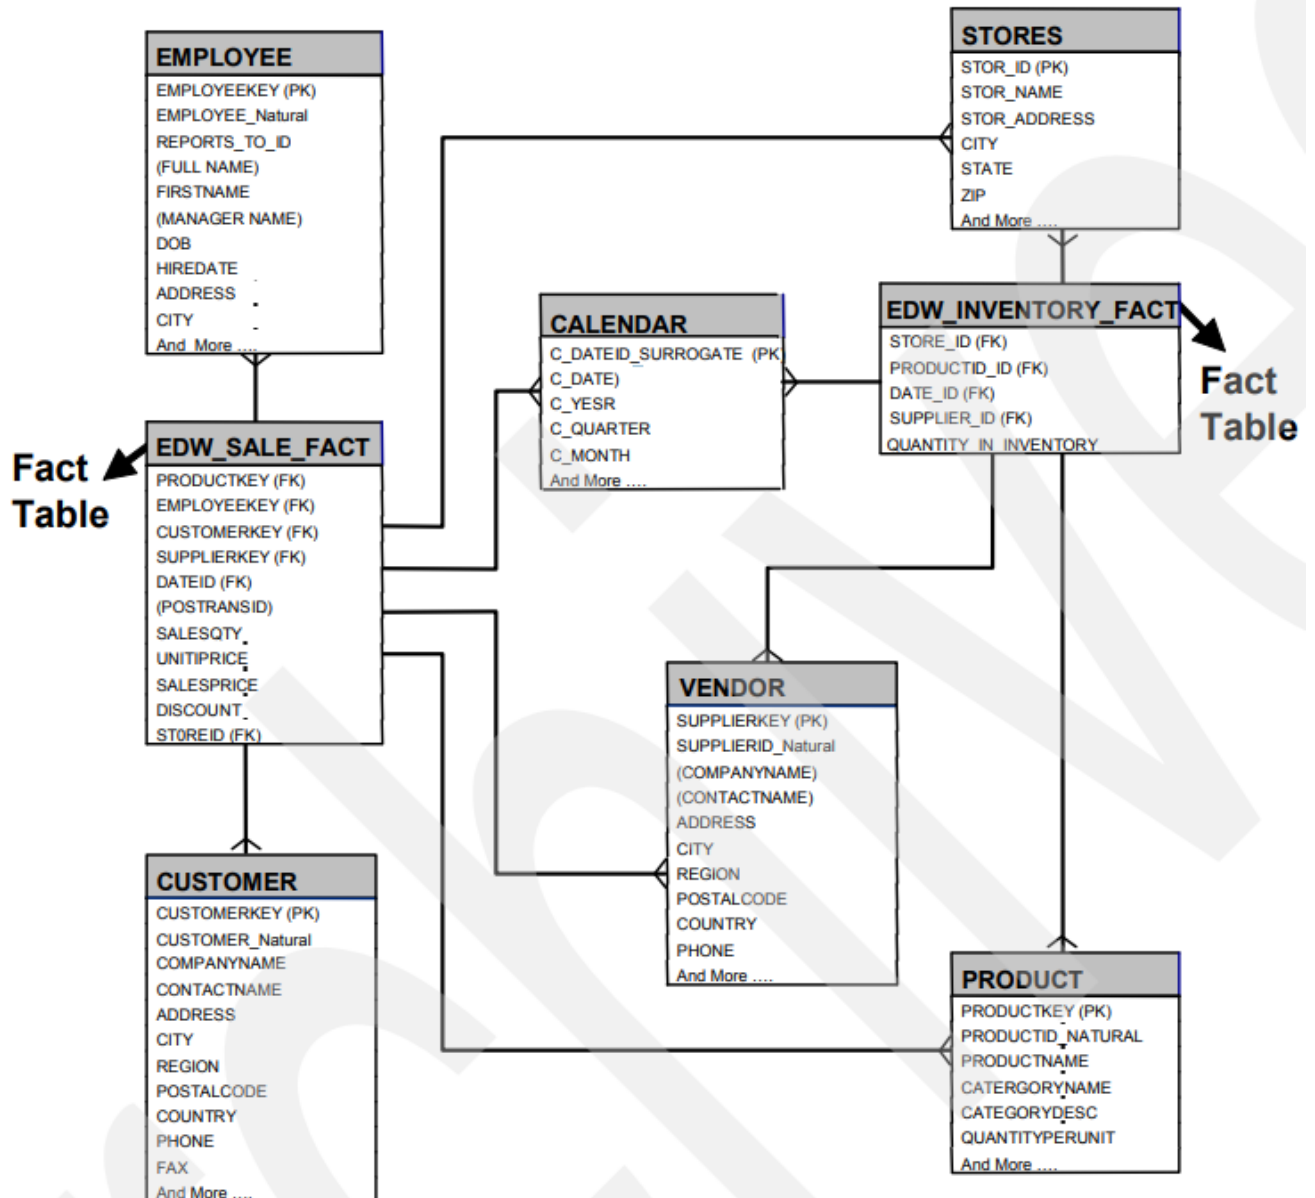 EMPLOYEE
EMPLOYEEKEY (PK)
EMPLOYEE_Natural
REPORTS_TO_ID
(FULL NAME)
FIRSTNAME
(MANAGER NAME)
DOB
HIREDATE
ADDRESS
CITY
And More ....
STORES
STOR_ID (PK)
STOR_NAME
STOR_ADDRESS
CITY
STATE
ZIP
And More ....
CALENDAR
C_DATEID_SURROGATE (PK)
C_DATE)
C_YESR
C_QUARTER
C_MONTH
And More ....
EDW_INVENTORY_FACT
STORE_ID (FK)
PRODUCTID_ID (FK)
DATE_ID (FK)
SUPPLIER_ID (FK)
QUANTITY_IN_INVENTORY
Fact
Table
Fact
Table
EDW_SALE_FACT
PRODUCTKEY (FK)
EMPLOYEEKEY (FK)
CUSTOMERKEY (FK)
SUPPLIERKEY (FK)
DATEID (FK)
(POSTRANSID)
SALESQTY
UNITIPRICE
SALESPRICE
DISCOUNT
ST0REID (FK)
VENDOR
SUPPLIERKEY (PK)
SUPPLIERID_Natural
(COMPANYNAME)
(CONTACTNAME)
ADDRESS
CITY
REGION
POSTALCODE
COUNTRY
PHONE
And More ....
CUSTOMER
CUSTOMERKEY (PK)
CUSTOMER_Natural
COMPANYNAME
CONTACTNAME
ADDRESS
CITY
REGION
POSTALCODE
COUNTRY
PHONE
FAX
And More ....
PRODUCT
PRODUCTKEY (PK)
PRODUCTID_NATURAL
PRODUCTNAME
CATERGORYNAME
CATEGORYDESC
QUANTITYPERUNIT
And More ....